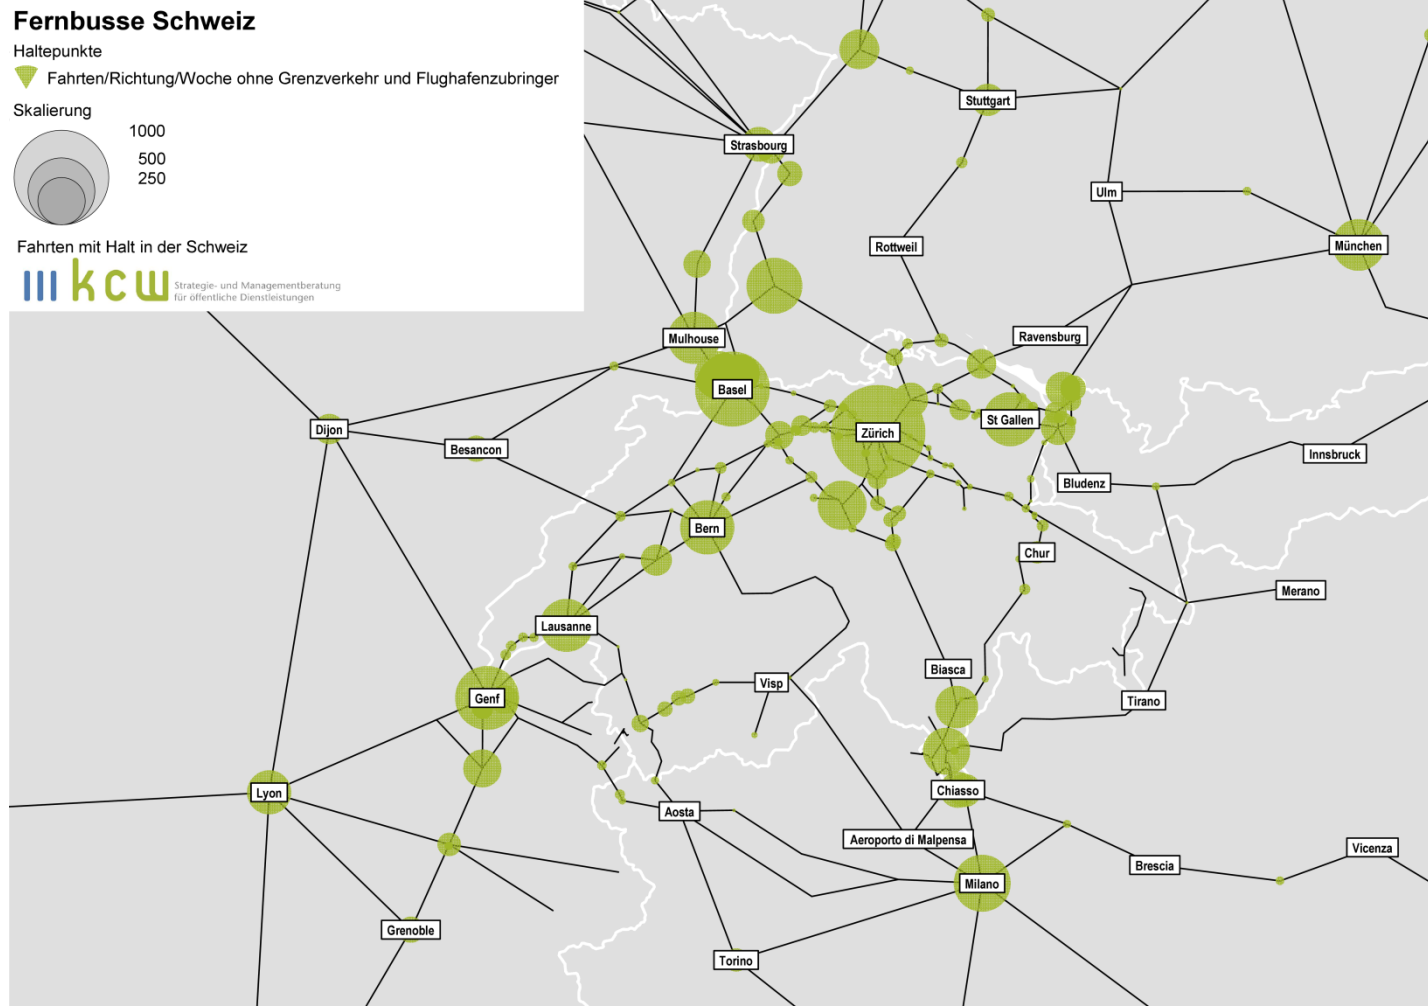 Fernbusse Schweiz
Haltepunkte
Fahrten/Richtung/Woche ohne Grenzverkehr und Flughafenzubringer
Skalierung
1000
500
250
Fahrten mit Halt in der Schweiz
kcw
Strategie- und Managementberatung
für öffentliche Dienstleistungen
Stuttgart
Strasbourg
Ulm
Rottweil
München
Mulhouse
Ravensburg
Basel
Dijon
St Gallen
Zürich
Besancon
Innsbruck
Bludenz
Bern
Chur
Merano
Lausanne
Biasca
Visp
Genf
Tirano
Chiasso
Lyon
Aosta
Aeroporto di Malpensa
Vicenza
Brescia
Milano
Grenoble
Torino